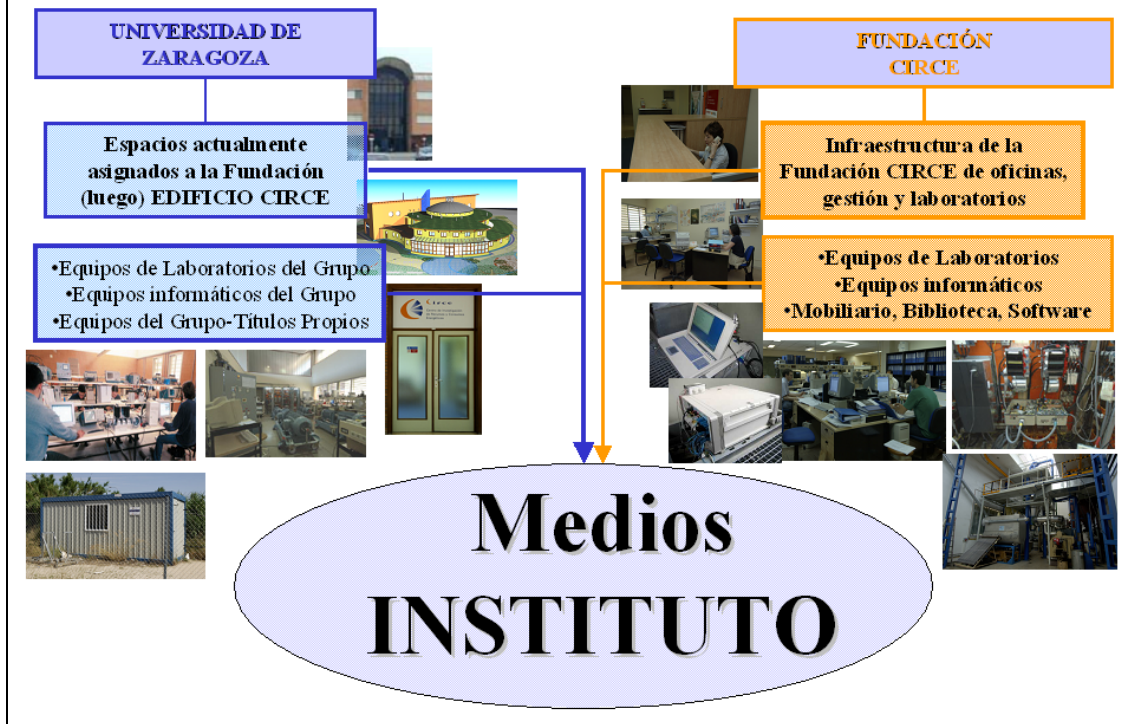 UNIVERSIDAD DE
ZARAGOZA
FUNDACIÓN
CIRCE
Espacios actualmente
asignados a la Fundación
(luego) EDIFICIO CIRCE
Infraestructura de la
Fundación CIRCE de oficinas,
gestión y laboratorios
•Equipos de Laboratorios del Grupo
•Equipos informáticos del Grupo
•Equipos del Grupo-Títulos Propios
•Equipos de Laboratorios
•Equipos informáticos
•Mobiliario, Biblioteca, Software
Circe
Medios
INSTITUTO